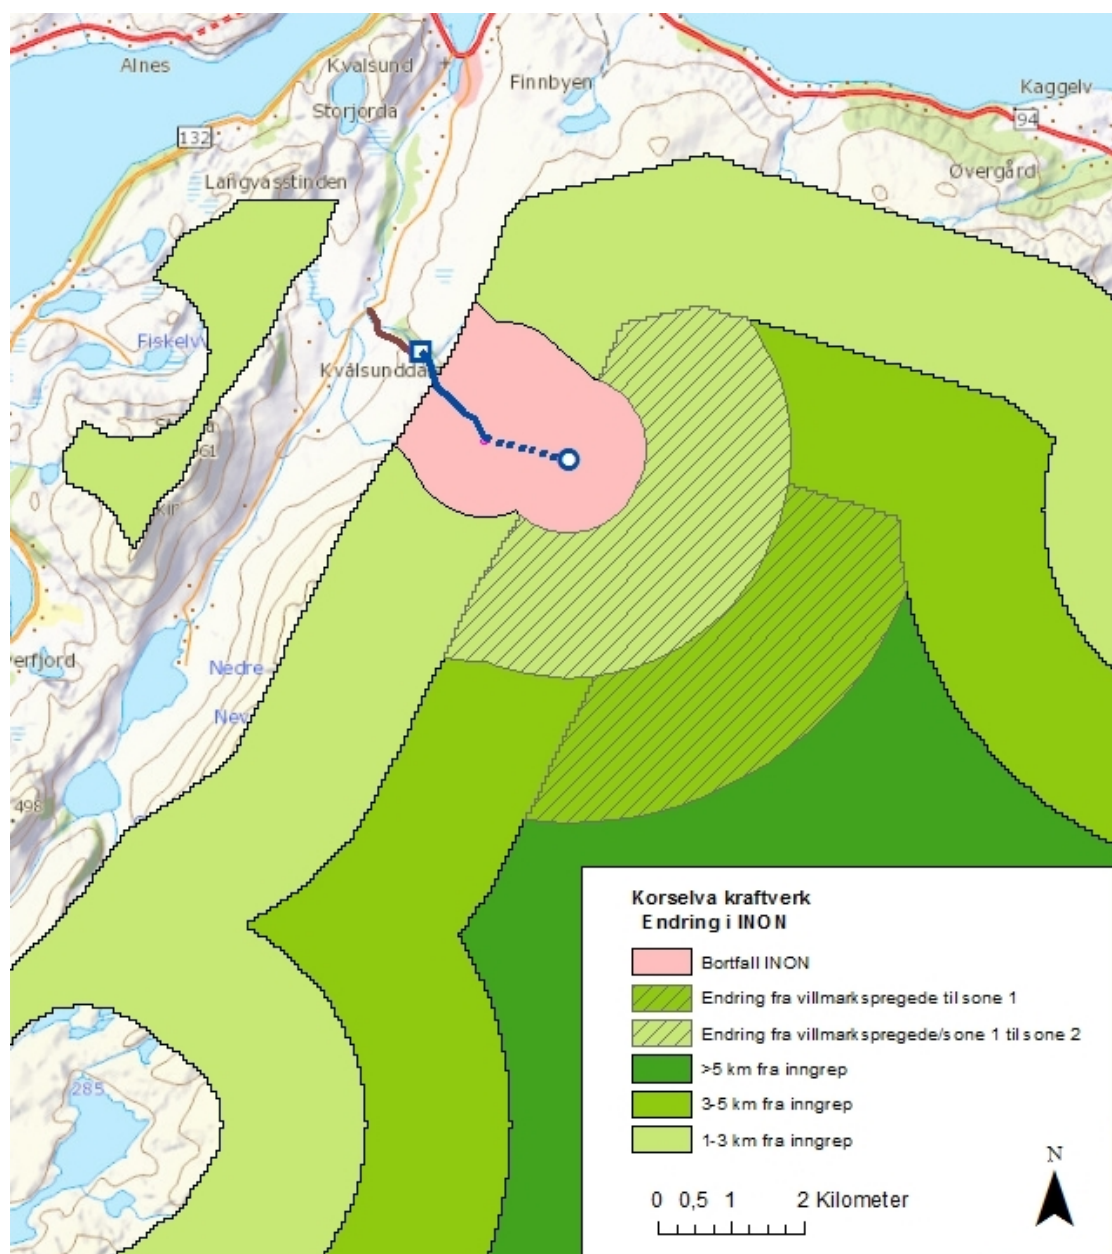 Alnes
Kvalsund
Finnbyen
Kaggelv
Storjorda
94
132
Langvasstinden
Øvergård
Fiskelv
Kvalsundda
61
erfjord
Nedre
Nev
498
285
Korselva kraftverk
Endring i INON
Bortfall INON
Endring fra villmarkspregede til sone 1
Endring fra villmarkspregede/sone 1 til sone 2
>5 km fra inngrep
3-5 km fra inngrep
1-3 km fra inngrep
N
0 0,5 1 2 Kilometer